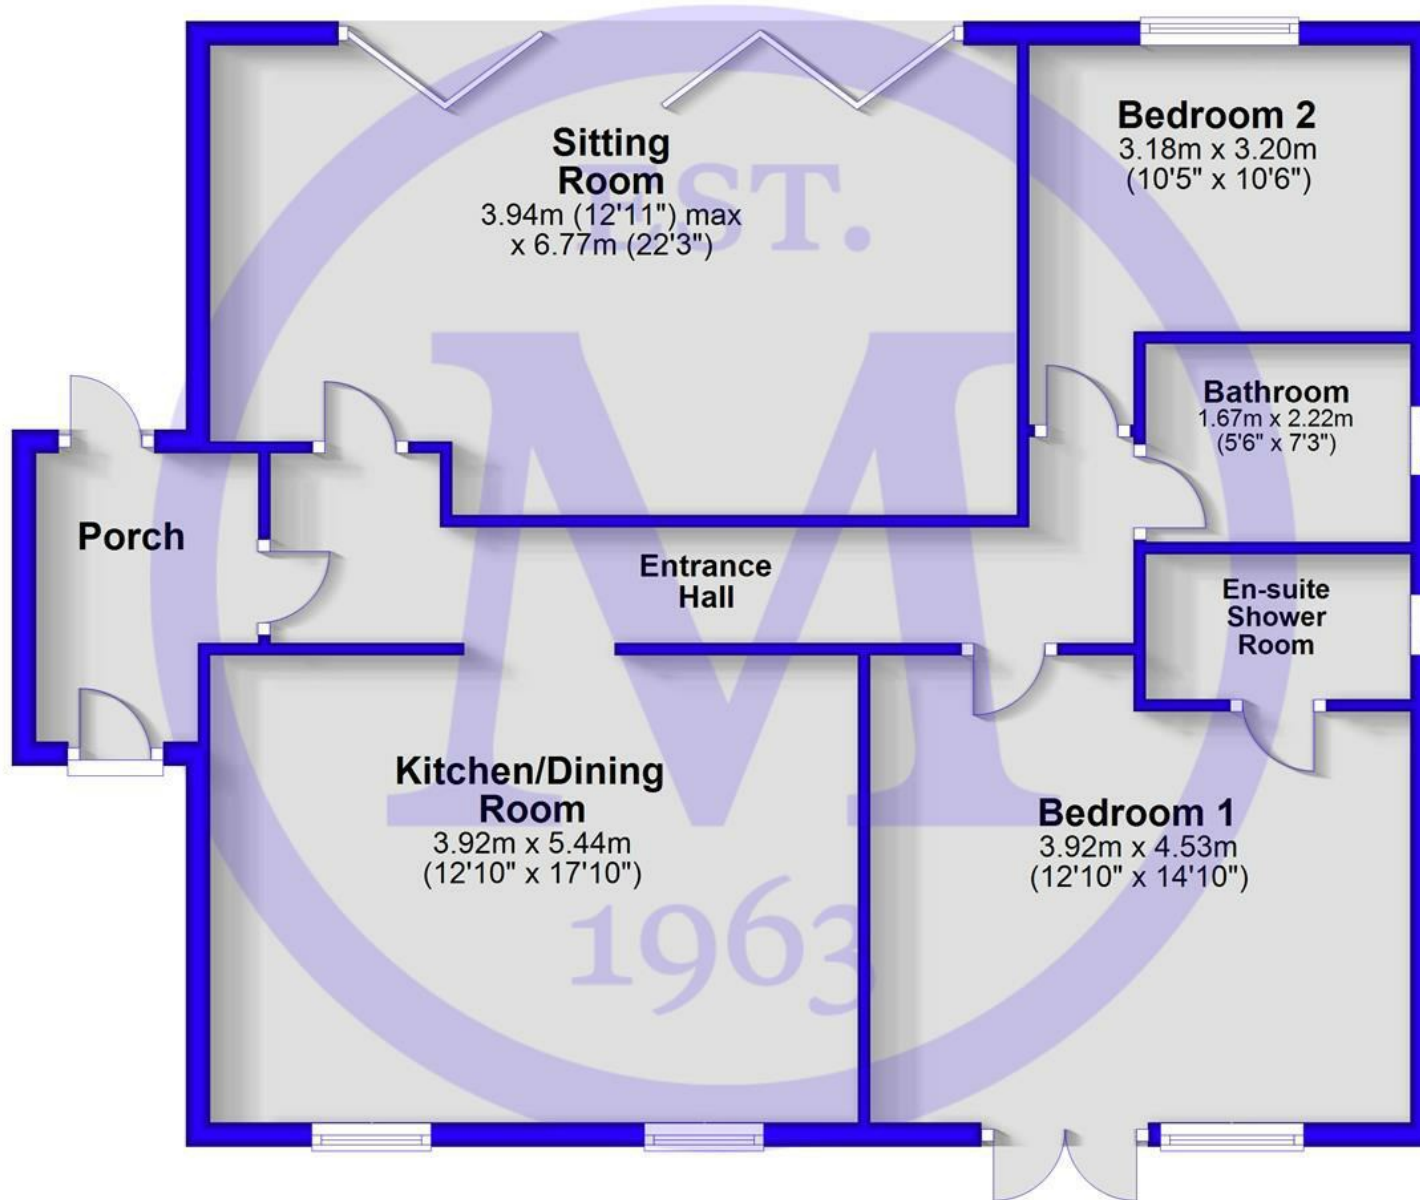 Sitting
Room
3.94m (12'11") max
x 6.77m (22'3")
Bedroom 2
3.18m x 3.20m
(10'5" x 10'6")
EST.
Bathroom
1.67m x 2.22m
(5'6" x 7'3")
M
Porch
Entrance
Hall
En-suite
Shower
Room
Kitchen/Dining
Room
3.92m x 5.44m
(12'10" x 17'10")
Bedroom 1
3.92m x 4.53m
(12'10" x 14'10")
1963